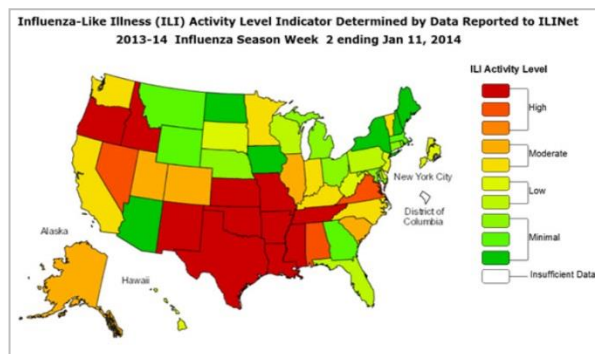 Influenza-Like Illness (ILI) Activity Level Indicator Determined by Data Reported to ILINet
2013-14 Influenza Season Week 2 ending Jan 11, 2014
ILI Activity Level
High
Moderate
Low
Minimal
Insufficient Data
New York City
District of
Columbia
Alaska
Hawaii